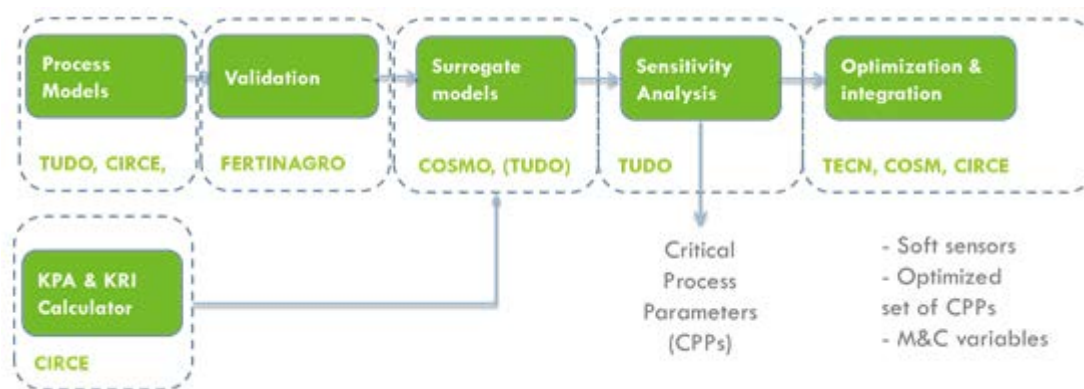 Process
Models
Validation
Surrogate
models
Sensitivity
Analysis
Optimization &
integration
TUDO, CIRCE,
FERTINAGRO
COSMO, (TUDO)
TUDO
TECN, COSM, CIRCE
KPA & KRI
Calculator
CIRCE
Critical
Process
Parameters
(CPPs)
- Soft sensors
- Optimized
set of CPPs
- M&C variables